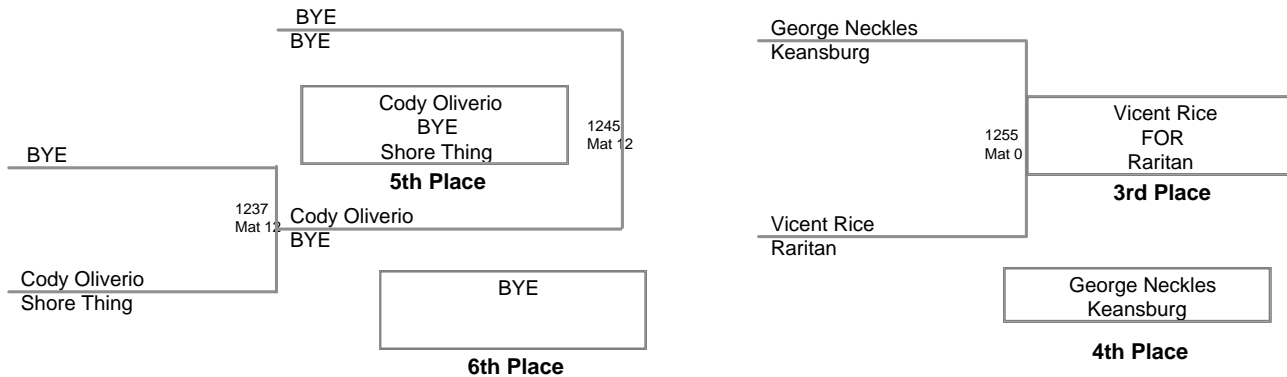 BYE
BYE
Cody Oliverio
BYE
Shore Thing
5th Place
1245
Mat 12
BYE
1237
Mat 12
Cody Oliverio
BYE
Cody Oliverio
Shore Thing
BYE
6th Place
George Neckles
Keansburg
1255
Mat 0
Vicent Rice
FOR
Raritan
3rd Place
Vicent Rice
Raritan
George Neckles
Keansburg
4th Place